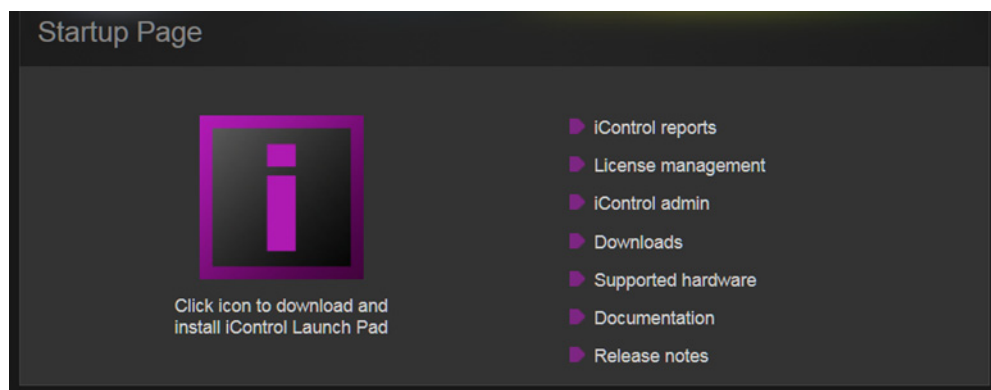 Startup Page
Click icon to download and
install iControl Launch Pad
iControl reports
License management
iControl admin
Downloads
Supported hardware
Documentation
Release notes